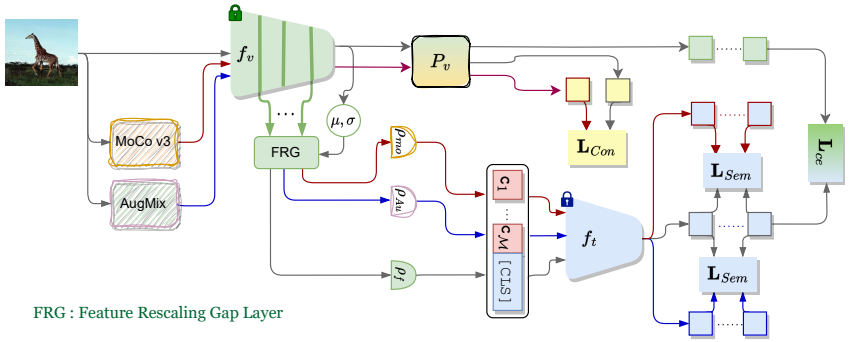 f_v
P_v
MoCo v3
AugMix
...
μ, σ
FRG
ρ_mo
ρ_Au
ρ_f
L_Con
c_1
...
c_M
[CLS]
f_t
......
......
L_Sem
......
L_Sem
......
L_ce
FRG : Feature Rescaling Gap Layer